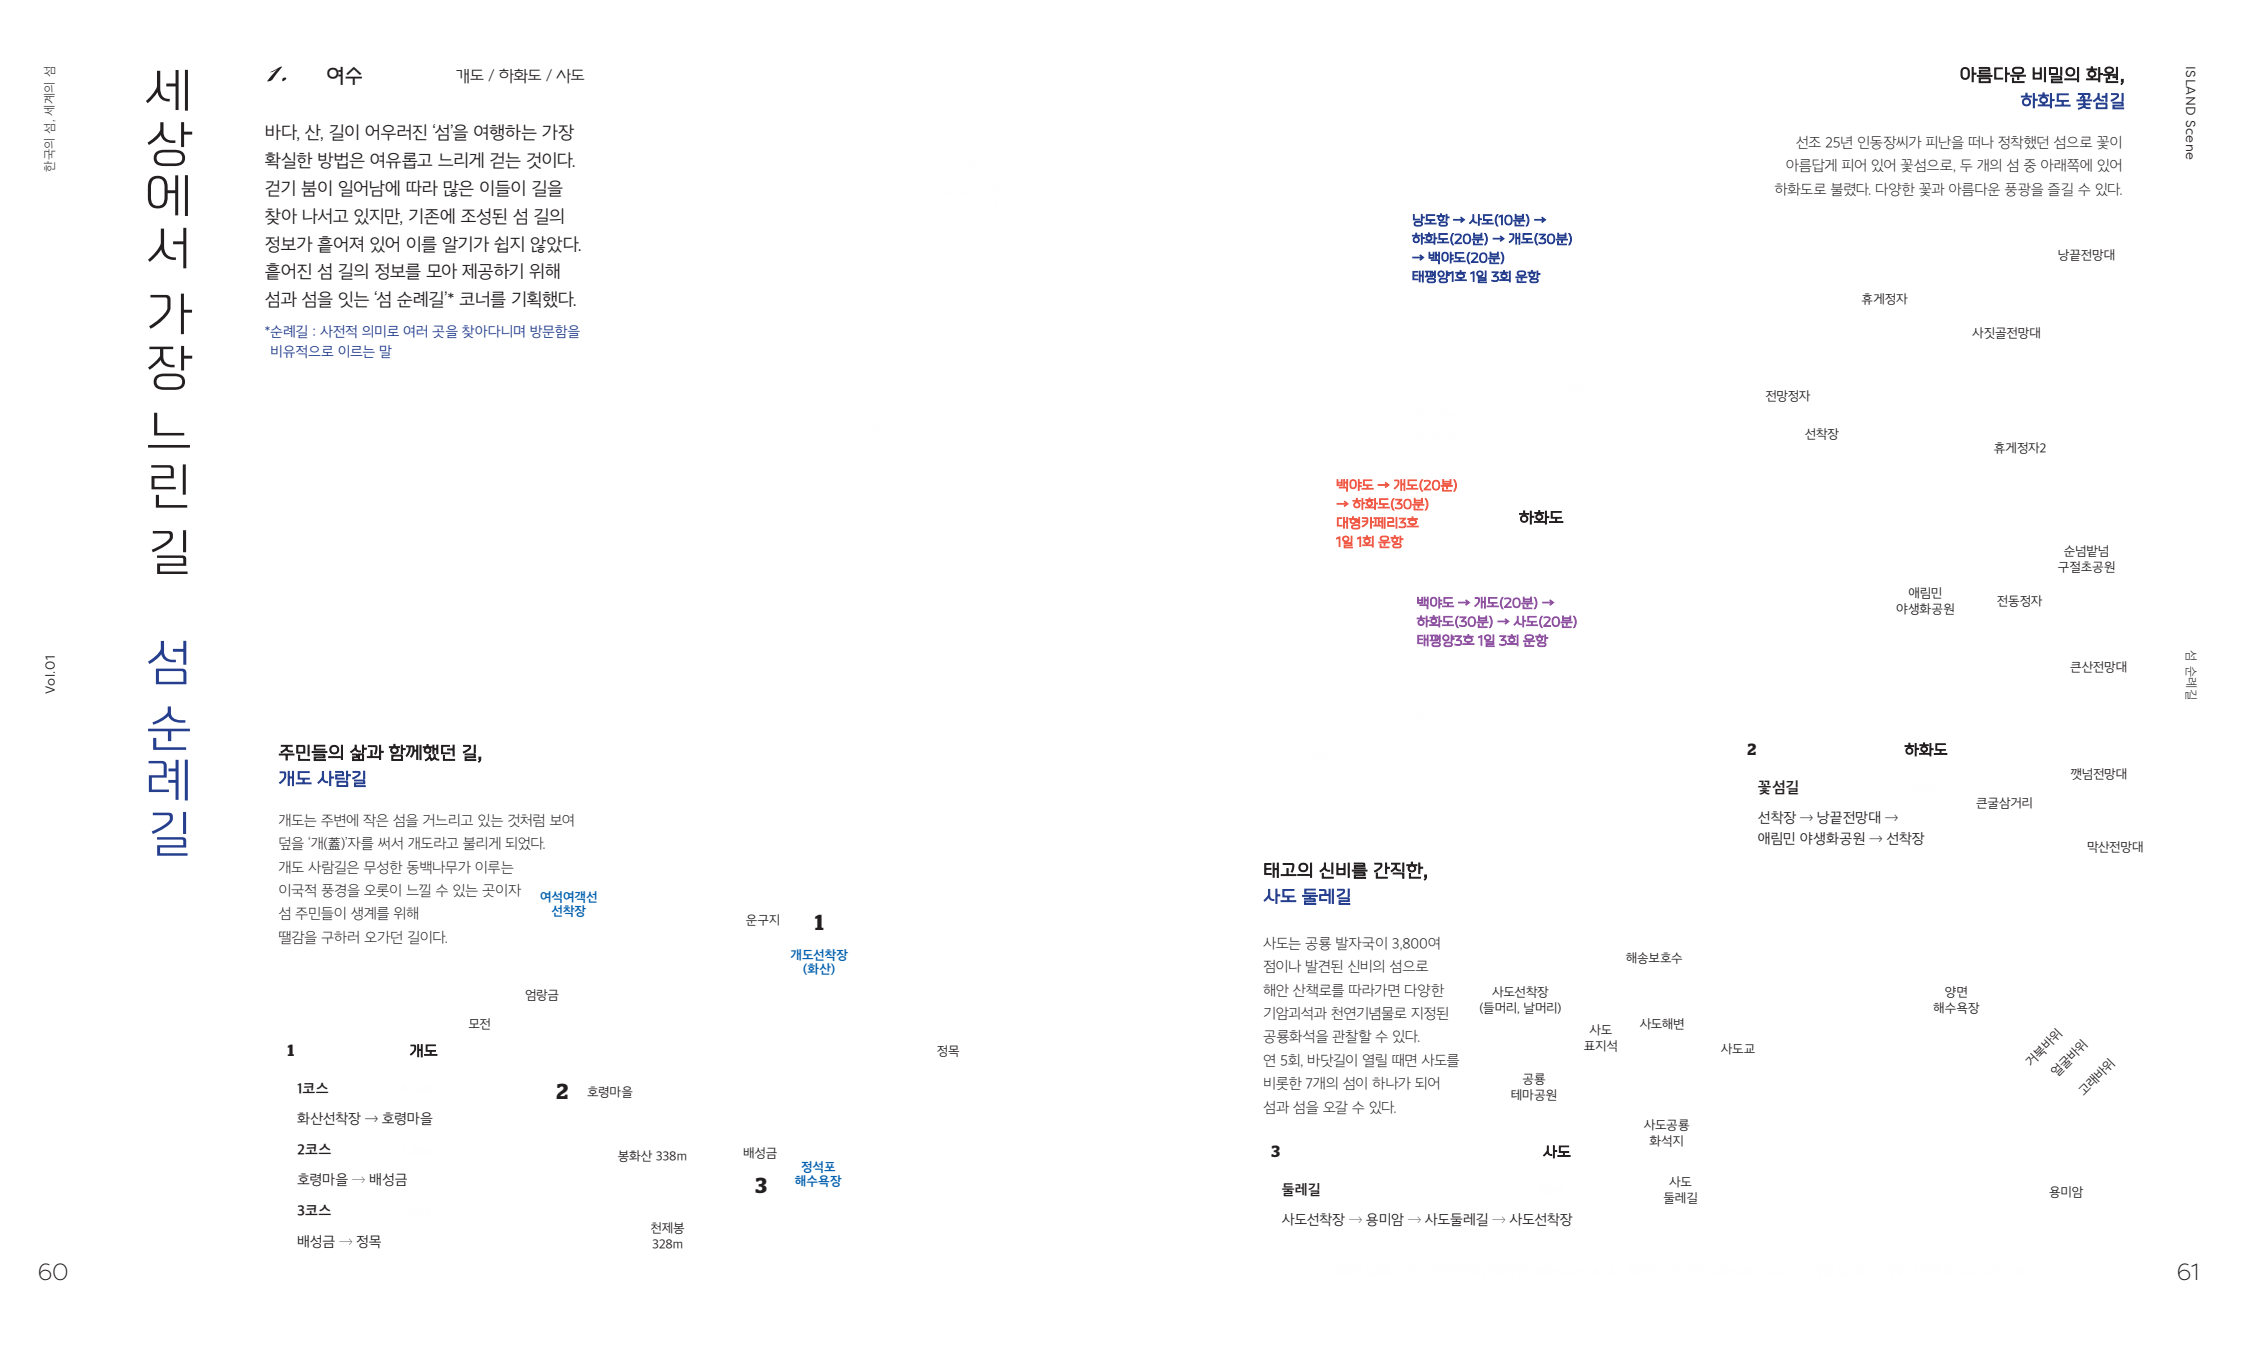 한국의 섬. 세계의 섬
Vol.01
60
세상에서 가장 느린 길 섬 순례길
1. 여수 개도 / 하화도 / 사도
바다, 산, 길이 어우러진 ‘섬’을 여행하는 가장
확실한 방법은 여유롭고 느리게 걷는 것이다.
걷기 붐이 일어남에 따라 많은 이들이 길을
찾아 나서고 있지만, 기존에 조성된 섬 길의
정보가 흩어져 있어 이를 알기가 쉽지 않았다.
흩어진 섬 길의 정보를 모아 제공하기 위해
섬과 섬을 잇는 ‘섬 순례길’* 코너를 기획했다.
*순례길 : 사전적 의미로 여러 곳을 찾아다니며 방문함을
비유적으로 이르는 말
주민들의 삶과 함께했던 길,
개도 사람길
개도는 주변에 작은 섬을 거느리고 있는 것처럼 보여
덮을 ‘개(蓋)’자를 써서 개도라고 불리게 되었다.
개도 사람길은 무성한 동백나무가 이루는
이국적 풍경을 오롯이 느낄 수 있는 곳이자
섬 주민들이 생계를 위해
땔감을 구하러 오가던 길이다.
여석여객선
선착장
운구지
1
개도선착장
(화산)
엄랑금
모전
정목
2
호령마을
봉화산 338m
배성금
3
정석포
해수욕장
천제봉
328m
1 개도
1코스
화산선착장 → 호령마을
2코스
호령마을 → 배성금
3코스
배성금 → 정목
아름다운 비밀의 화원,
하화도 꽃섬길
선조 25년 인동장씨가 피난을 떠나 정착했던 섬으로 꽃이
아름답게 피어 있어 꽃섬으로, 두 개의 섬 중 아래쪽에 있어
하화도로 불렸다. 다양한 꽃과 아름다운 풍광을 즐길 수 있다.
낭도항 → 사도(10분) →
하화도(20분) → 개도(30분)
→ 백야도(20분)
태평양1호 1일 3회 운항
낭끝전망대
휴게정자
사짓골전망대
전망정자
선착장
휴게정자2
백야도 → 개도(20분)
→ 하화도(30분)
대형카페리3호
1일 1회 운항
하화도
순넘밭넘
구절초공원
애림민
야생화공원
전동정자
백야도 → 개도(20분) →
하화도(30분) → 사도(20분)
태평양3호 1일 3회 운항
큰산전망대
2 하화도
꽃섬길
선착장 → 낭끝전망대 →
애림민 야생화공원 → 선착장
깻넘전망대
큰굴삼거리
막산전망대
태고의 신비를 간직한,
사도 둘레길
사도는 공룡 발자국이 3,800여
점이나 발견된 신비의 섬으로
해안 산책로를 따라가면 다양한
기암괴석과 천연기념물로 지정된
공룡화석을 관찰할 수 있다.
연 5회, 바닷길이 열릴 때면 사도를
비롯한 7개의 섬이 하나가 되어
섬과 섬을 오갈 수 있다.
해송보호수
사도선착장
(들머리, 날머리)
사도
표지석
사도해변
사도교
양면
해수욕장
거북바위
얼굴바위
고래바위
공룡
테마공원
사도공룡
화석지
사도
둘레길
용미암
3 사도
둘레길
사도선착장 → 용미암 → 사도둘레길 → 사도선착장
ISLAND Scene
섬 순례길
61